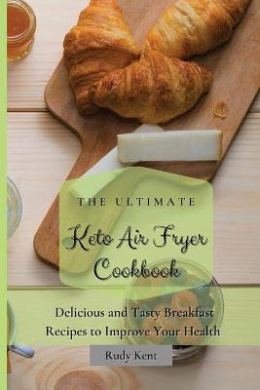 THE ULTIMATE
Keto Air Fryer
Cookbook
Delicious and Tasty Breakfast
Recipes to Improve Your Health
Rudy Kent